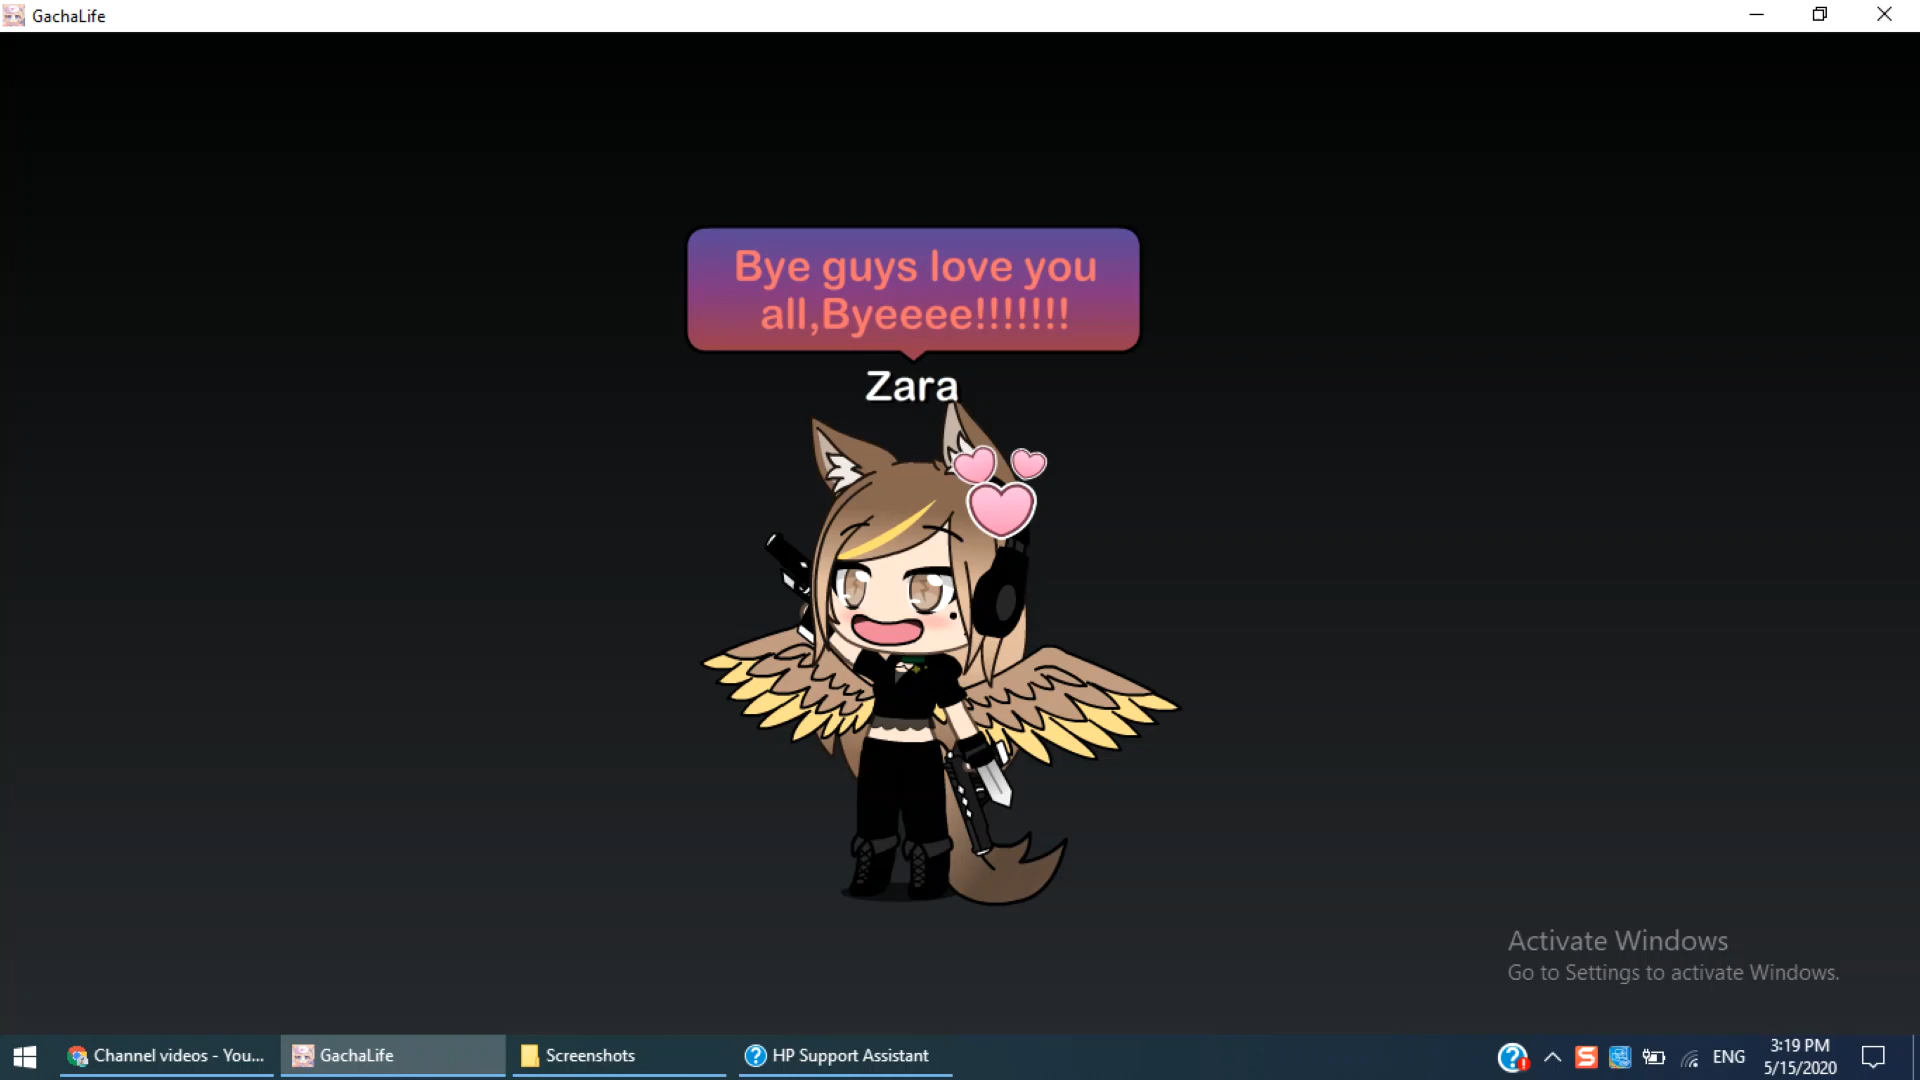 GachaLife
Bye guys love you
all,Byeeee!!!!!!!
Zara
Activate Windows
Go to Settings to activate Windows.
Channel videos - You...
GachaLife
Screenshots
HP Support Assistant
ENG
3:19 PM
5/15/2020